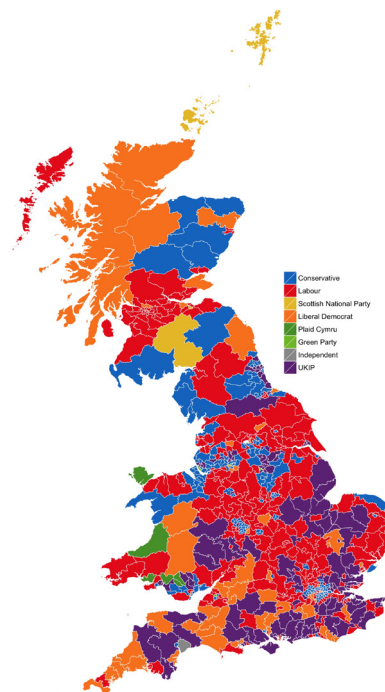 Conservative
Labour
Scottish National Party
Liberal Democrat
Plaid Cymru
Green Party
Independent
UKIP